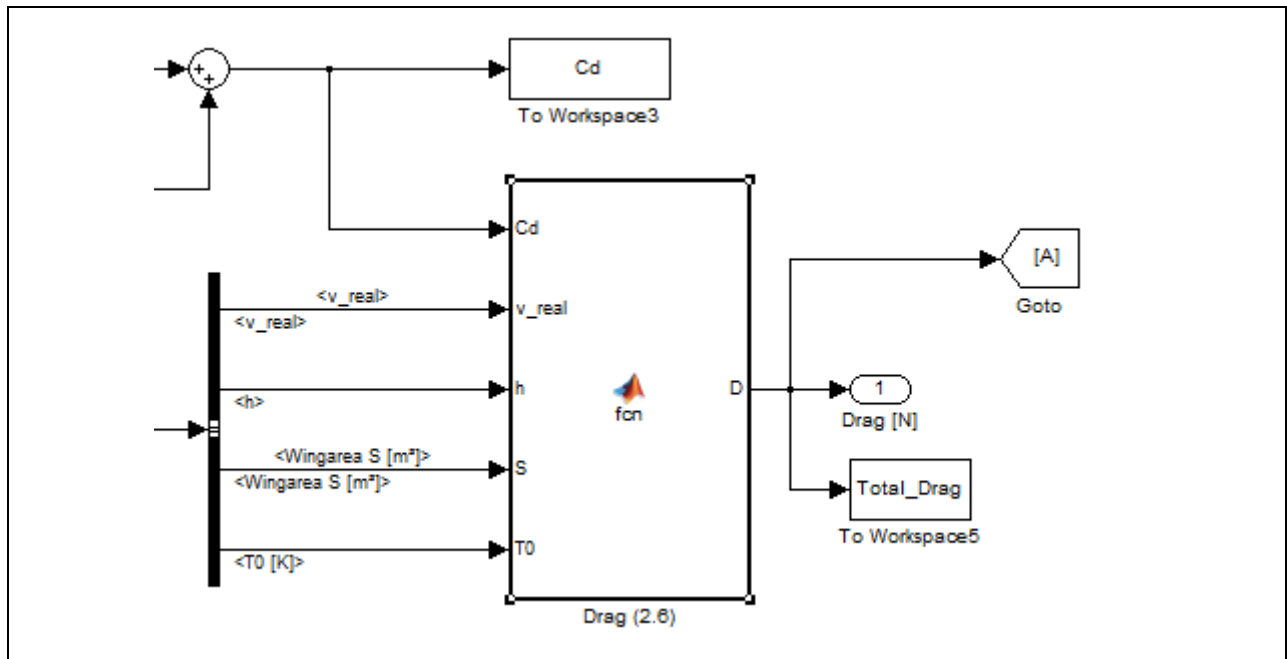 +
+
Cd
To Workspace3
Cd
<v_real>
<v_real>
v_real
<h>
h
<Wingarea S [m²]>
<Wingarea S [m²]>
S
<T0 [K]>
T0
fcn
D
Drag (2.6)
[A]
Goto
1
Drag [N]
Total_Drag
To Workspace5